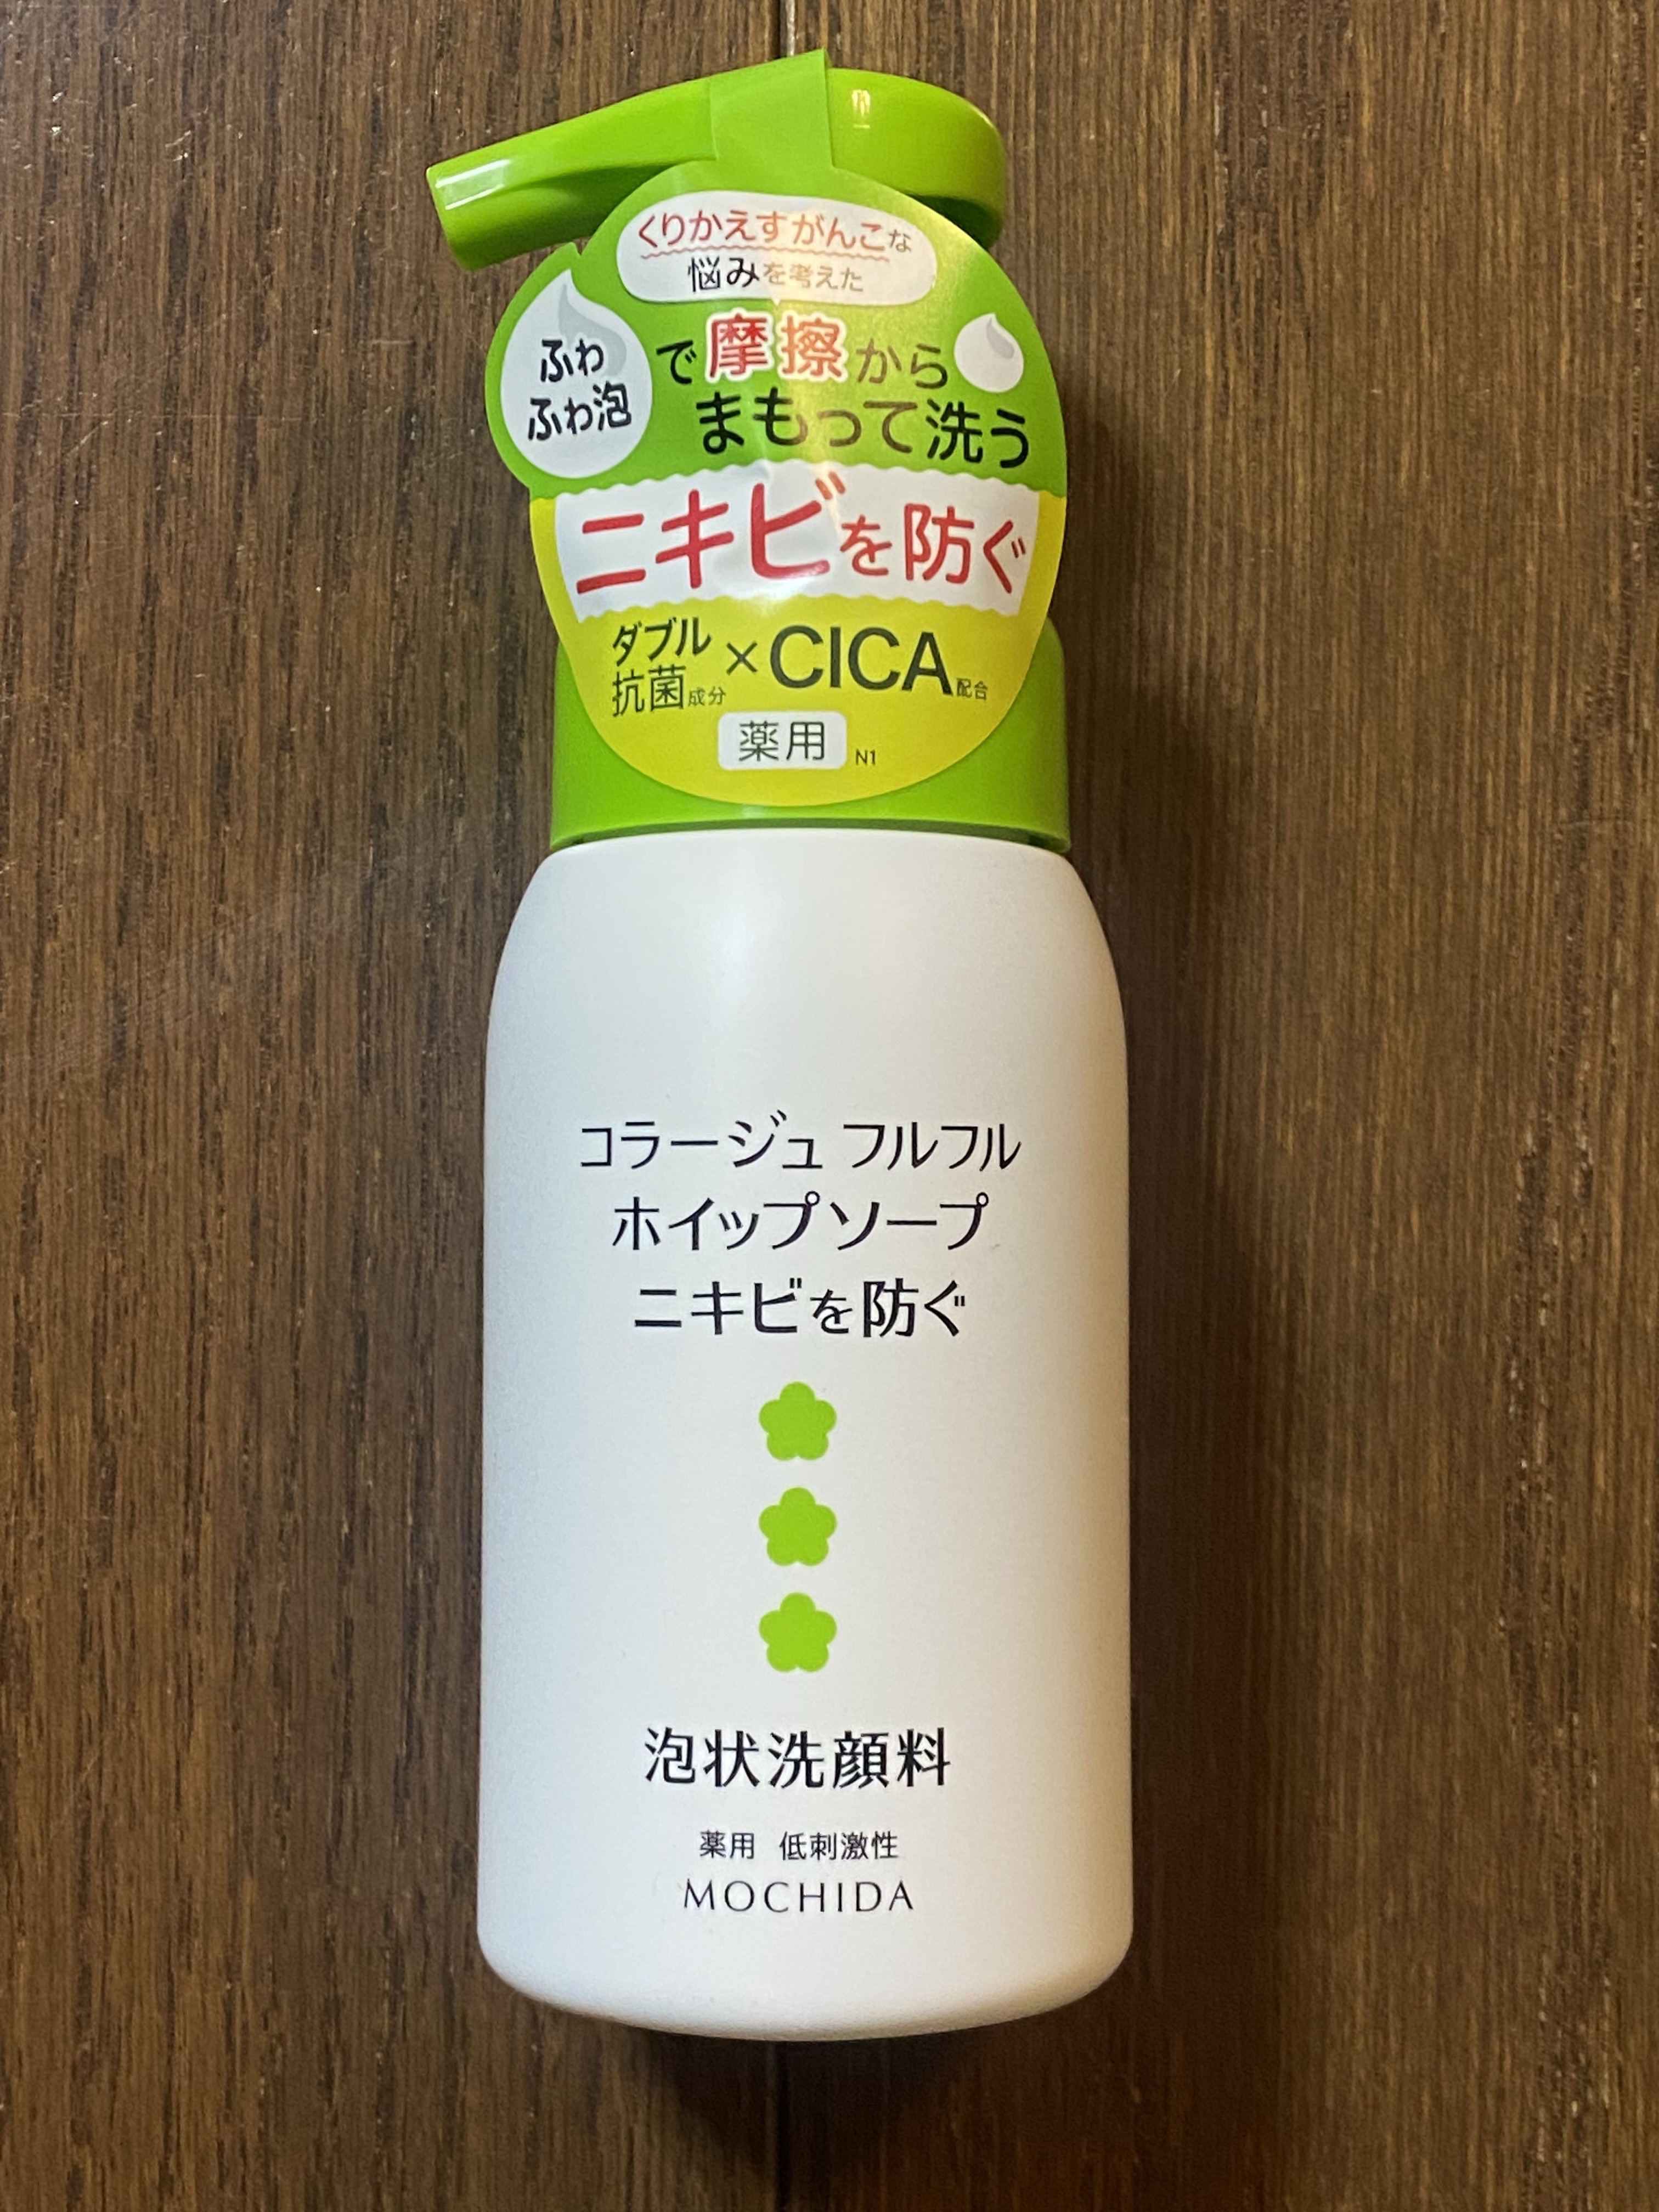 くりかえすがんこな
悩みを考えた
ふわ
ふわ泡
で摩擦から
まもって洗う
ニキビを防ぐ
ダブル
抗菌成分
×CICA配合
薬用 N1
コラージュ フルフル
ホイップソープ
ニキビを防ぐ
泡状洗顔料
薬用 低刺激性
MOCHIDA